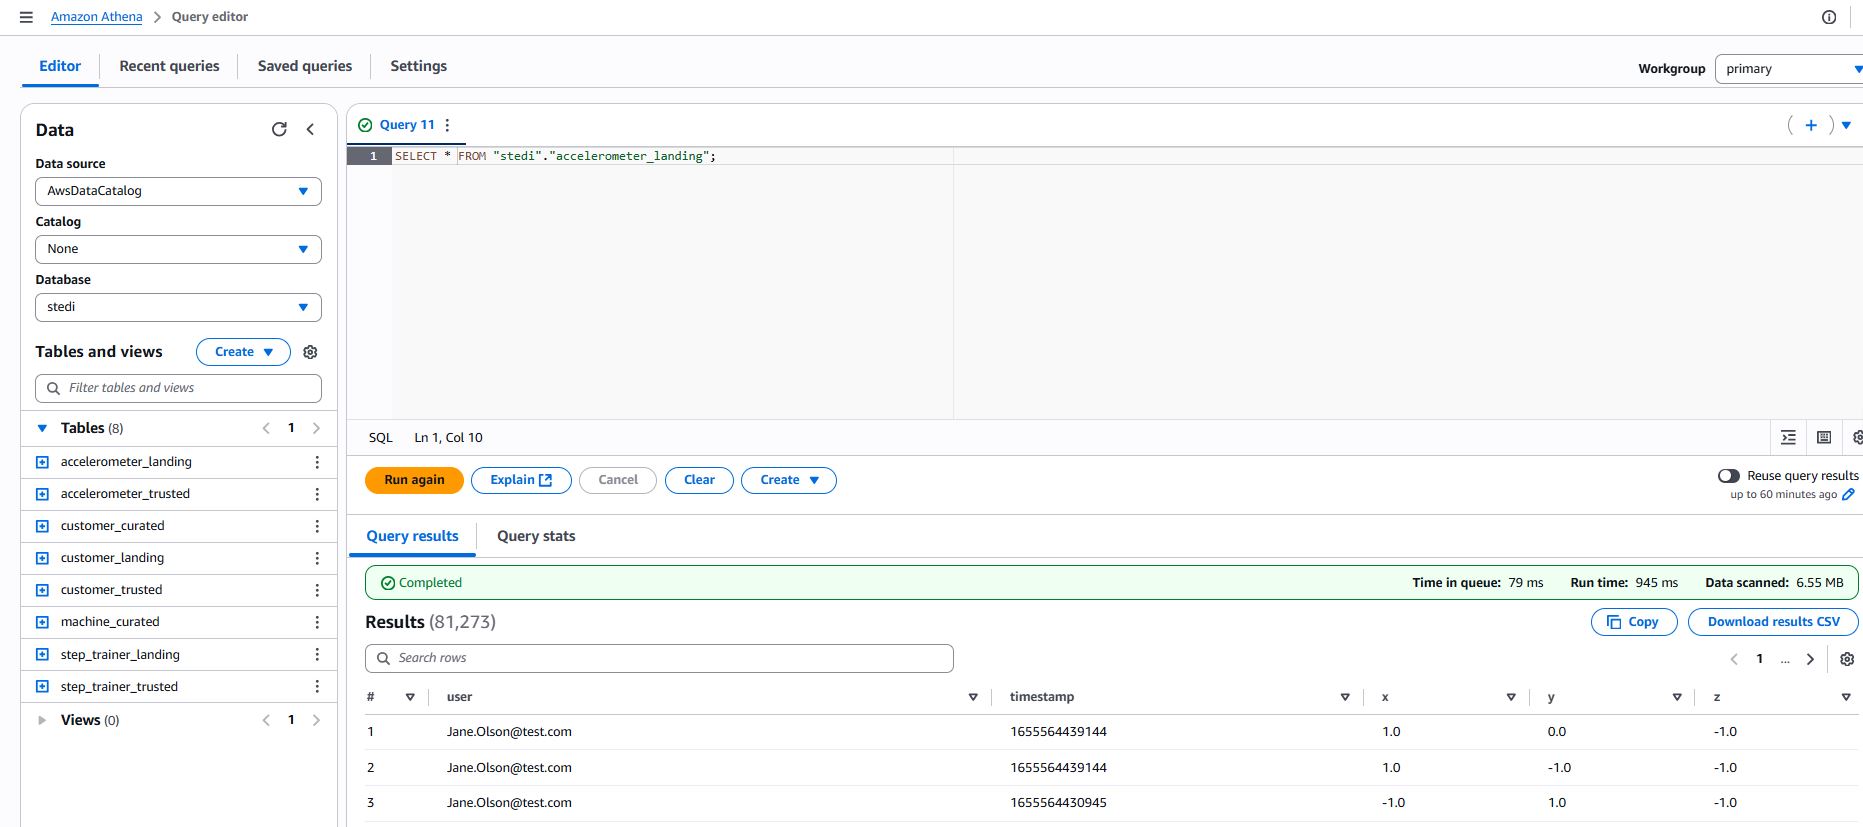 Amazon Athena > Query editor
Editor Recent queries Saved queries Settings
Workgroup primary
Data
Data source
AwsDataCatalog
Catalog
None
Database
stedi
Tables and views Create
Filter tables and views
Tables (8) < 1 >
accelerometer_landing
accelerometer_trusted
customer_curated
customer_landing
customer_trusted
machine_curated
step_trainer_landing
step_trainer_trusted
Views (0) < 1 >
Query 11
1 SELECT * FROM "stedi"."accelerometer_landing";
SQL Ln 1, Col 10
Run again Explain Cancel Clear Create
Reuse query results
up to 60 minutes ago
Query results Query stats
Completed Time in queue: 79 ms Run time: 945 ms Data scanned: 6.55 MB
Results (81,273) Copy Download results CSV
Search rows < 1 ... >
# user timestamp x y z
1 Jane.Olson@test.com 1655564439144 1.0 0.0 -1.0
2 Jane.Olson@test.com 1655564439144 1.0 -1.0 -1.0
3 Jane.Olson@test.com 1655564430945 -1.0 1.0 -1.0